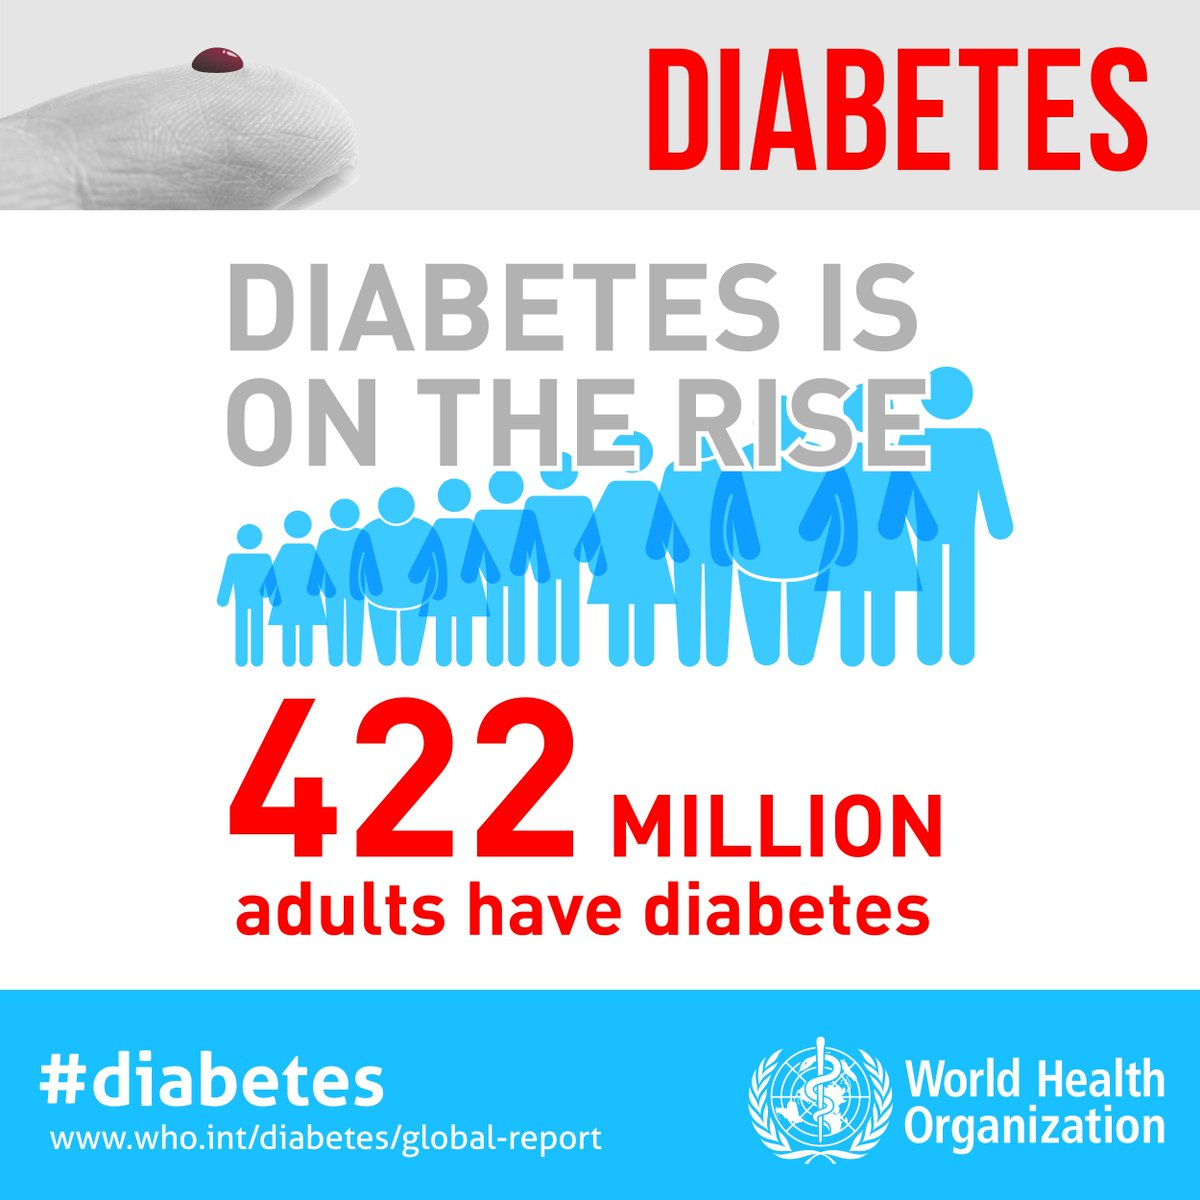 DIABETES
DIABETES IS
ON THE RISE
422 MILLION
adults have diabetes
#diabetes
www.who.int/diabetes/global-report
World Health
Organization